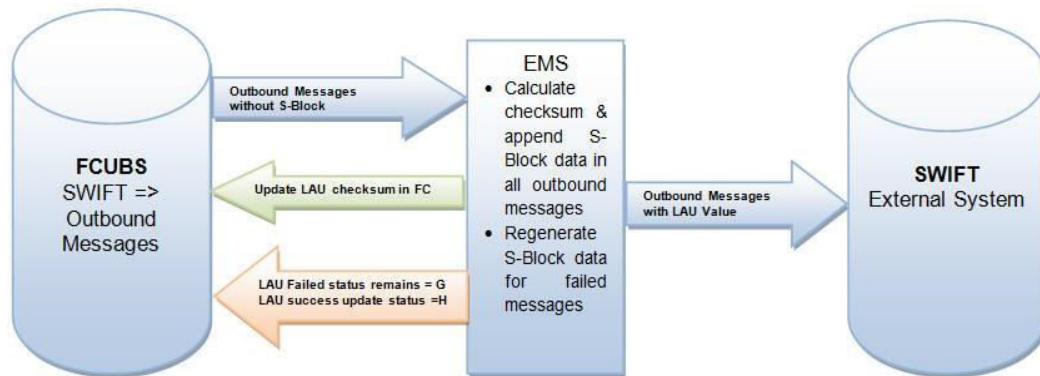 FCUBS
SWIFT =>
Outbound
Messages
Outbound Messages
without S-Block
Update LAU checksum in FC
LAU Failed status remains = G
LAU success update status =H
EMS
• Calculate
checksum &
append S-
Block data in
all outbound
messages
• Regenerate
S-Block data
for failed
messages
Outbound Messages
with LAU Value
SWIFT
External System